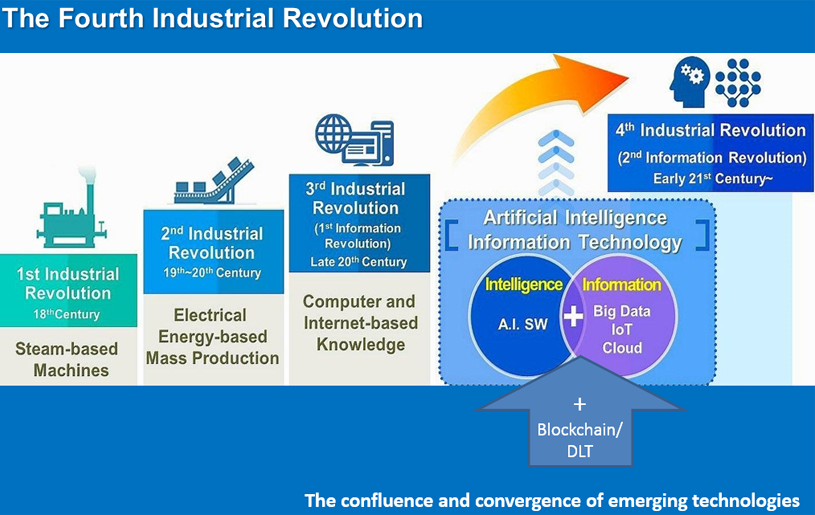 The Fourth Industrial Revolution
1st Industrial
Revolution
18thCentury
Steam-based
Machines
2nd Industrial
Revolution
19th~20th Century
Electrical
Energy-based
Mass Production
3rd Industrial
Revolution
(1st Information
Revolution)
Late 20th Century
Computer and
Internet-based
Knowledge
4th Industrial Revolution
(2nd Information Revolution)
Early 21st Century~
Artificial Intelligence
Information Technology
Intelligence
A.I. SW
+
Information
Big Data
IoT
Cloud
+
Blockchain/
DLT
The confluence and convergence of emerging technologies